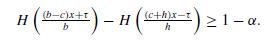 H((b−c)x+τ / b) − H((c+h)x−τ / h) ≥ 1 − α.